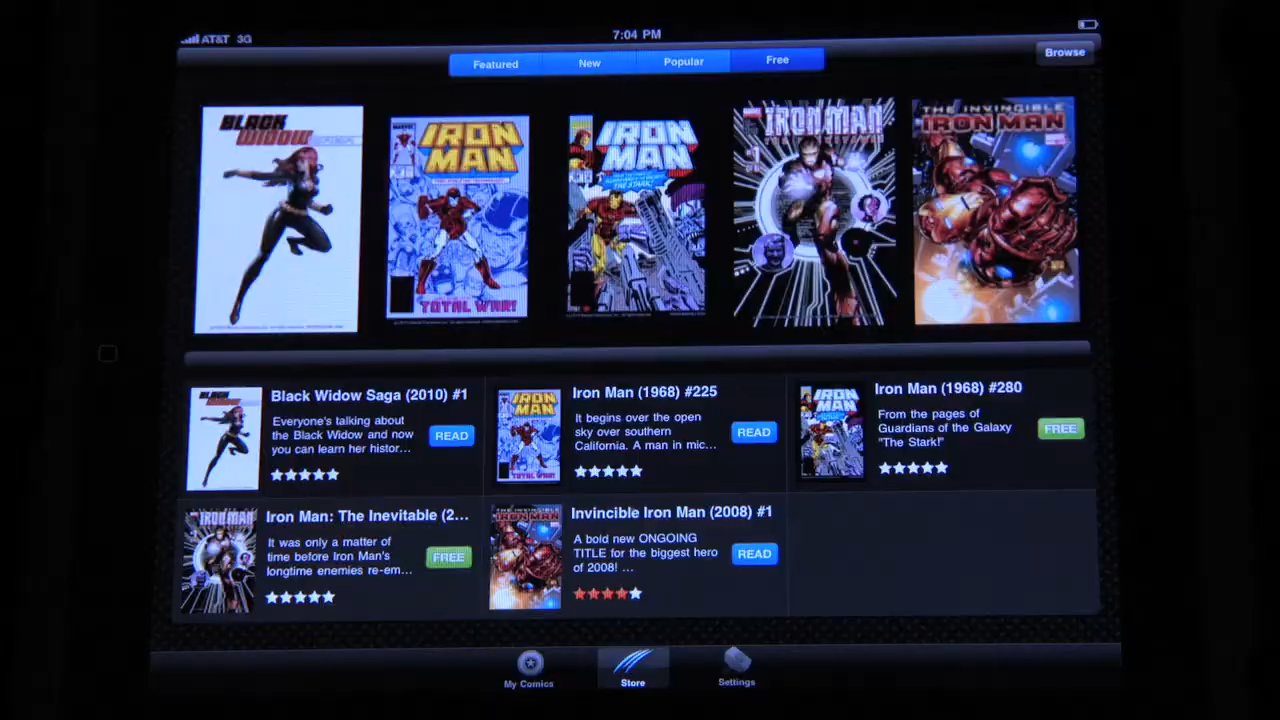 AT&T 3G
7:04 PM
Featured
New
Popular
Free
Browse
BLACK WIDOW
IRON MAN
TOTAL WAR!
IRON MAN
"THE STARK!"
IRON MAN
THE INVINCIBLE
IRON MAN
Black Widow Saga (2010) #1
Everyone's talking about
the Black Widow and now
you can learn her histor...
READ
Iron Man (1968) #225
It begins over the open
sky over southern
California. A man in mic...
READ
Iron Man (1968) #280
From the pages of
Guardians of the Galaxy
"The Stark!"
FREE
Iron Man: The Inevitable (2...
It was only a matter of
time before Iron Man's
longtime enemies re-em...
FREE
Invincible Iron Man (2008) #1
A bold new ONGOING
TITLE for the biggest hero
of 2008! ...
READ
My Comics
Store
Settings